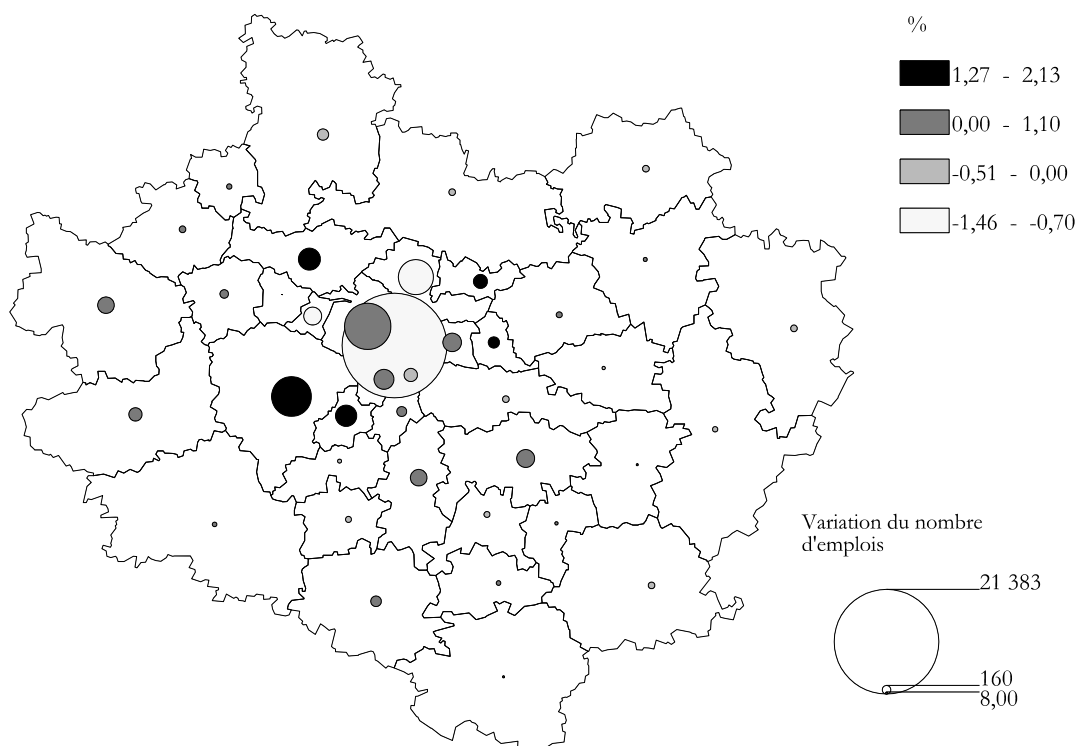 %
1,27 - 2,13
0,00 - 1,10
-0,51 - 0,00
-1,46 - -0,70
Variation du nombre
d'emplois
21 383
160
8,00